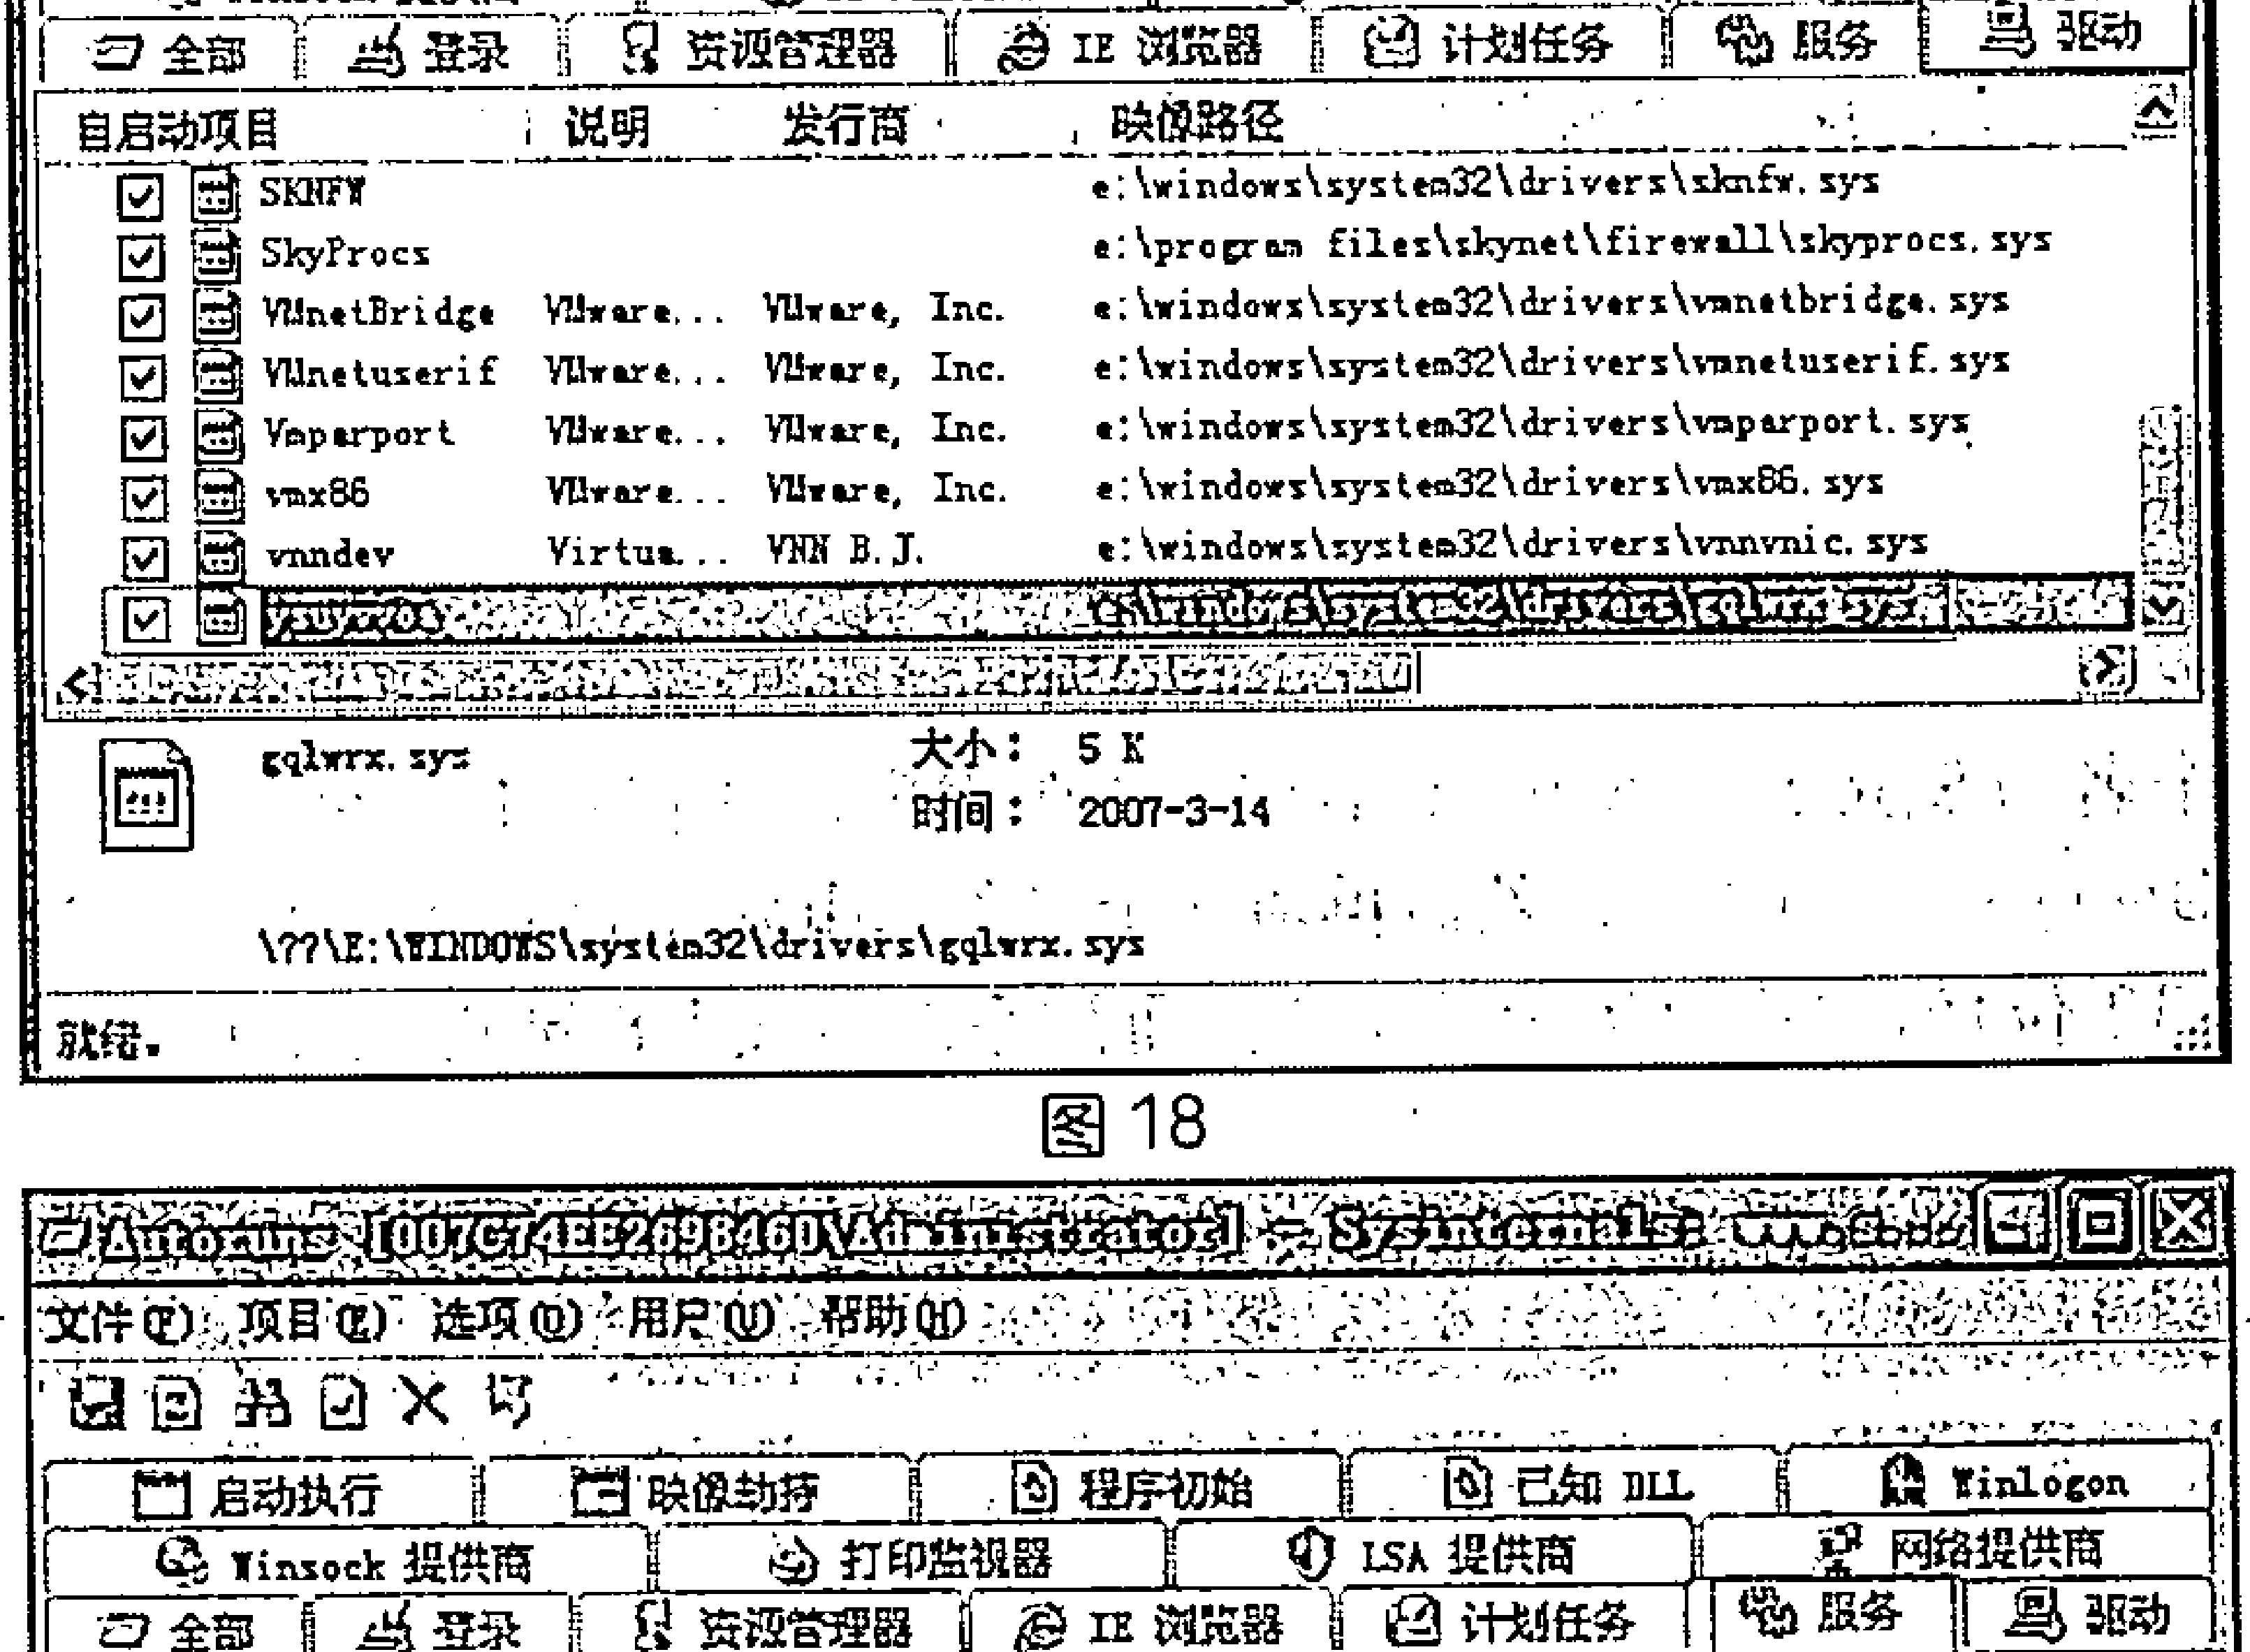 全部 登录 资源管理器 IE 浏览器 计划任务 服务 驱动
自启动项目 说明 发行商 映像路径
SKNFW e:\windows\system32\drivers\sknfw.sys
SkyProcs e:\program files\skynet\firewall\skyprocs.sys
VMnetBridge VMware... VMware, Inc. e:\windows\system32\drivers\vmnetbridge.sys
VMnetuserif VMware... VMware, Inc. e:\windows\system32\drivers\vmnetuserif.sys
Vmparport VMware... VMware, Inc. e:\windows\system32\drivers\vmparport.sys
vmx86 VMware... VMware, Inc. e:\windows\system32\drivers\vmx86.sys
vnndev Virtua... VNN B.J. e:\windows\system32\drivers\vnnvnic.sys
e:\windows\system32\drivers\gqlwrx.sys
gqlwrx.sys 大小： 5 K
时间： 2007-3-14
\??\E:\WINDOWS\system32\drivers\gqlwrx.sys
就绪。
图 18
Autoruns [007C74EE2698460\Administrator] - Sysinternals:
文件(F) 项目(E) 选项(O) 用户(U) 帮助(H)
启动执行 映像劫持 程序初始 已知 DLL Winlogon
Winsock 提供商 打印监视器 LSA 提供商 网络提供商
全部 登录 资源管理器 IE 浏览器 计划任务 服务 驱动